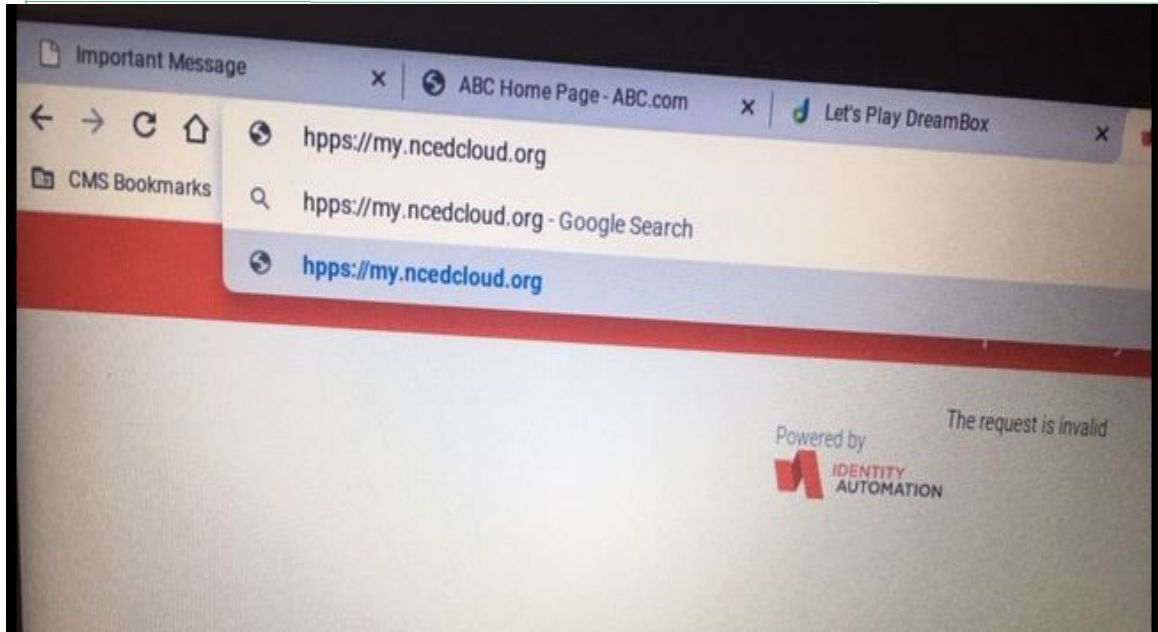 Important Message
ABC Home Page - ABC.com
Let's Play DreamBox
hpps://my.ncedcloud.org
CMS Bookmarks
hpps://my.ncedcloud.org - Google Search
hpps://my.ncedcloud.org
The request is invalid
Powered by
IDENTITY
AUTOMATION